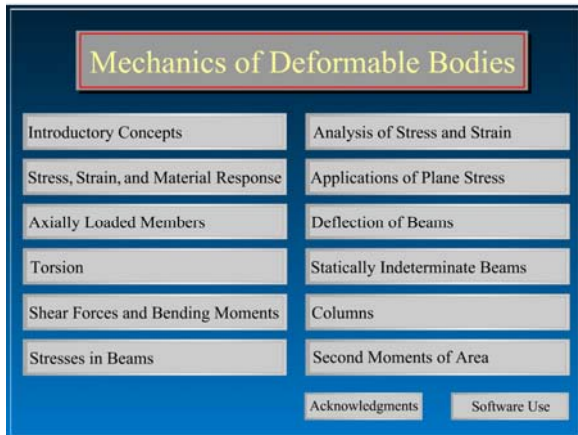 Mechanics of Deformable Bodies
Introductory Concepts
Stress, Strain, and Material Response
Axially Loaded Members
Torsion
Shear Forces and Bending Moments
Stresses in Beams
Analysis of Stress and Strain
Applications of Plane Stress
Deflection of Beams
Statically Indeterminate Beams
Columns
Second Moments of Area
Acknowledgments
Software Use